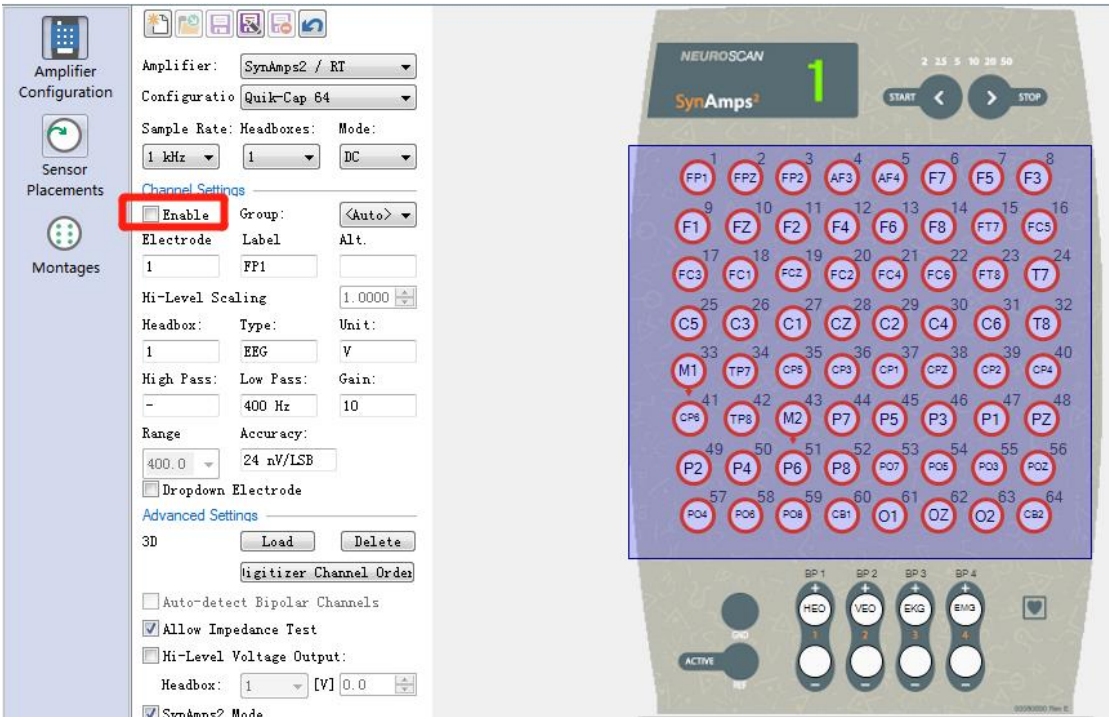 Amplifier Configuration
Sensor Placements
Montages
Amplifier: SynAmps2 / RT
Configuratio Quik-Cap 64
Sample Rate: Headboxes: Mode:
1 kHz 1 DC
Channel Settings
Enable Group: <Auto>
Electrode Label Alt.
1 FP1
Hi-Level Scaling 1.0000
Headbox: Type: Unit:
1 EEG V
High Pass: Low Pass: Gain:
- 400 Hz 10
Range Accuracy:
400.0 24 nV/LSB
Dropdown Electrode
Advanced Settings
3D Load Delete
igitizer Channel Order
Auto-detect Bipolar Channels
Allow Impedance Test
Hi-Level Voltage Output:
Headbox: 1 [V] 0.0
SynAmps2 Mode
NEUROSCAN
1
SynAmps²
2 2.5 5 10 20 50
START < > STOP
1 2 3 4 5 6 7 8
FP1 FPZ FP2 AF3 AF4 F7 F5 F3
9 10 11 12 13 14 15 16
F1 FZ F2 F4 F6 F8 FT7 FC5
17 18 19 20 21 22 23 24
FC3 FC1 FCZ FC2 FC4 FC6 FT8 T7
25 26 27 28 29 30 31 32
C5 C3 C1 CZ C2 C4 C6 T8
33 34 35 36 37 38 39 40
M1 TP7 CP5 CP3 CP1 CPZ CP2 CP4
41 42 43 44 45 46 47 48
CP6 TP8 M2 P7 P5 P3 P1 PZ
49 50 51 52 53 54 55 56
P2 P4 P6 P8 PO7 PO5 PO3 POZ
57 58 59 60 61 62 63 64
PO4 PO6 PO8 CB1 O1 OZ O2 CB2
BP 1 BP 2 BP 3 BP 4
+ + + +
HEO VEO EKG EMG
GND 1 2 3 4
ACTIVE
REF
- - - -